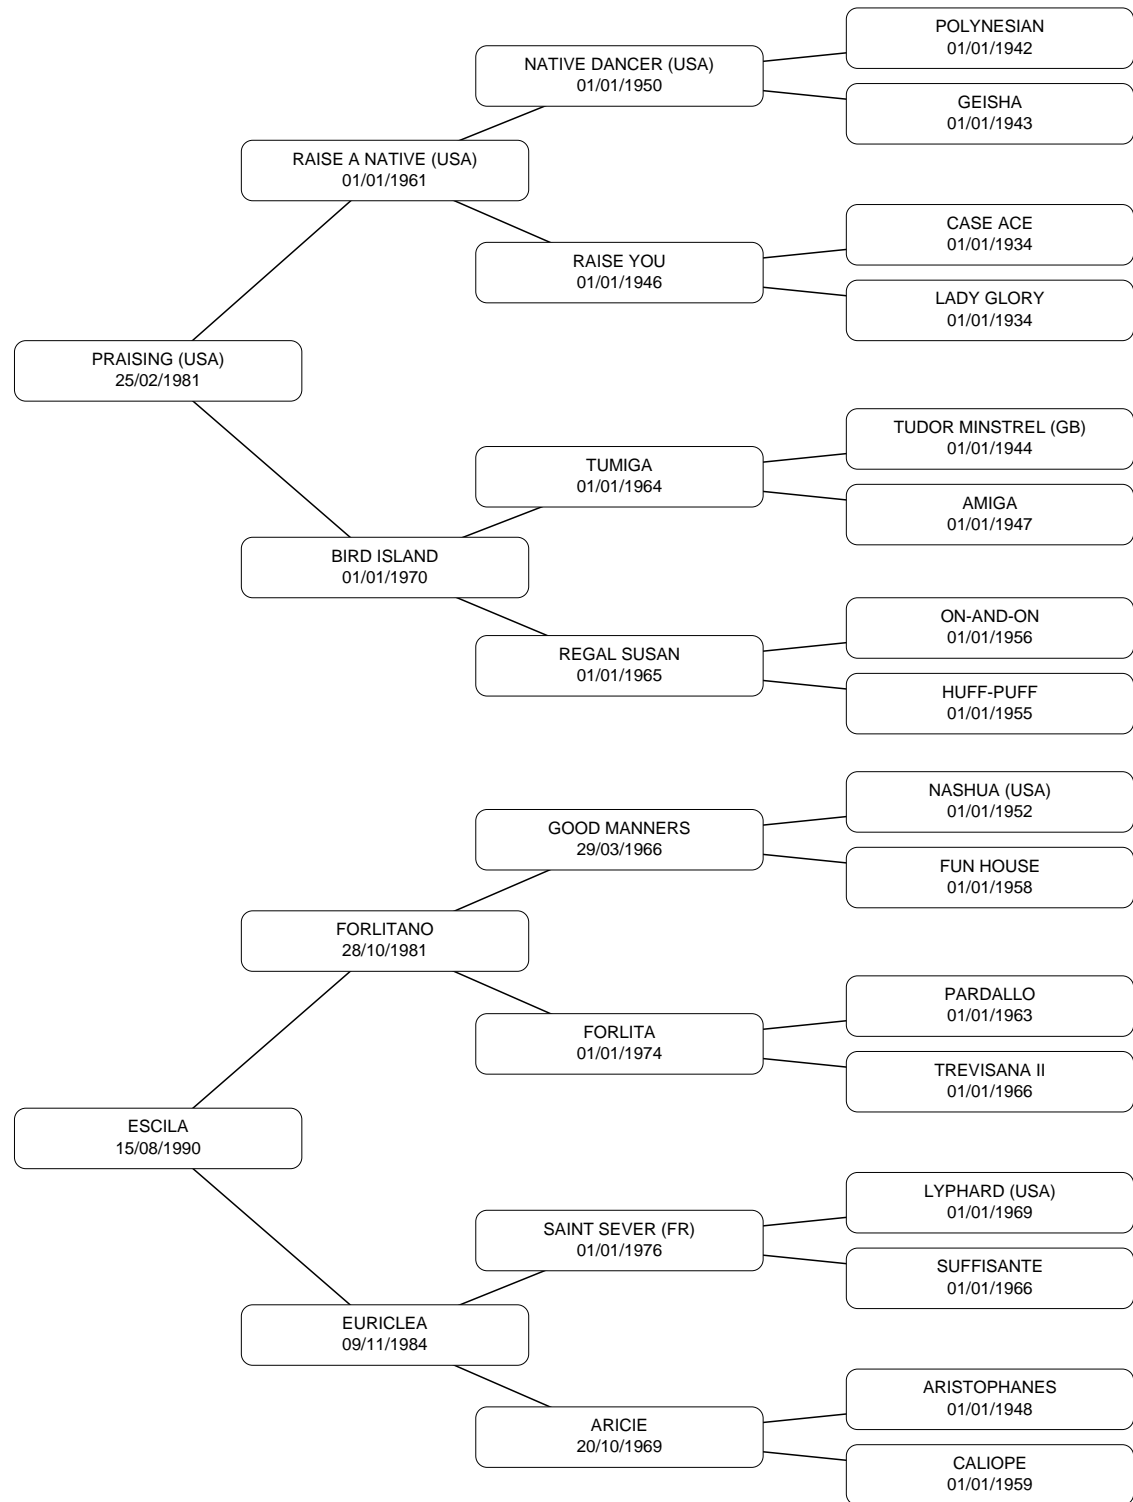 POLYNESIAN
01/01/1942
NATIVE DANCER (USA)
01/01/1950
GEISHA
01/01/1943
RAISE A NATIVE (USA)
01/01/1961
CASE ACE
01/01/1934
RAISE YOU
01/01/1946
LADY GLORY
01/01/1934
PRAISING (USA)
25/02/1981
TUDOR MINSTREL (GB)
01/01/1944
TUMIGA
01/01/1964
AMIGA
01/01/1947
BIRD ISLAND
01/01/1970
ON-AND-ON
01/01/1956
REGAL SUSAN
01/01/1965
HUFF-PUFF
01/01/1955
NASHUA (USA)
01/01/1952
GOOD MANNERS
29/03/1966
FUN HOUSE
01/01/1958
FORLITANO
28/10/1981
PARDALLO
01/01/1963
FORLITA
01/01/1974
TREVISANA II
01/01/1966
ESCILA
15/08/1990
LYPHARD (USA)
01/01/1969
SAINT SEVER (FR)
01/01/1976
SUFFISANTE
01/01/1966
EURICLEA
09/11/1984
ARISTOPHANES
01/01/1948
ARICIE
20/10/1969
CALIOPE
01/01/1959